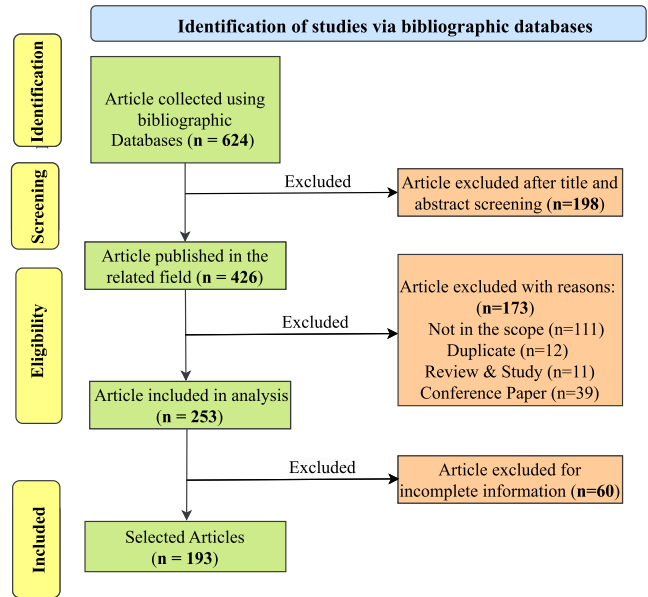 Identification of studies via bibliographic databases
Identification
Article collected using
bibliographic
Databases (n = 624)
Screening
Excluded
Article excluded after title and
abstract screening (n=198)
Article published in the
related field (n = 426)
Eligibility
Excluded
Article excluded with reasons:
(n=173)
Not in the scope (n=111)
Duplicate (n=12)
Review & Study (n=11)
Conference Paper (n=39)
Article included in analysis
(n = 253)
Excluded
Article excluded for
incomplete information (n=60)
Included
Selected Articles
(n = 193)